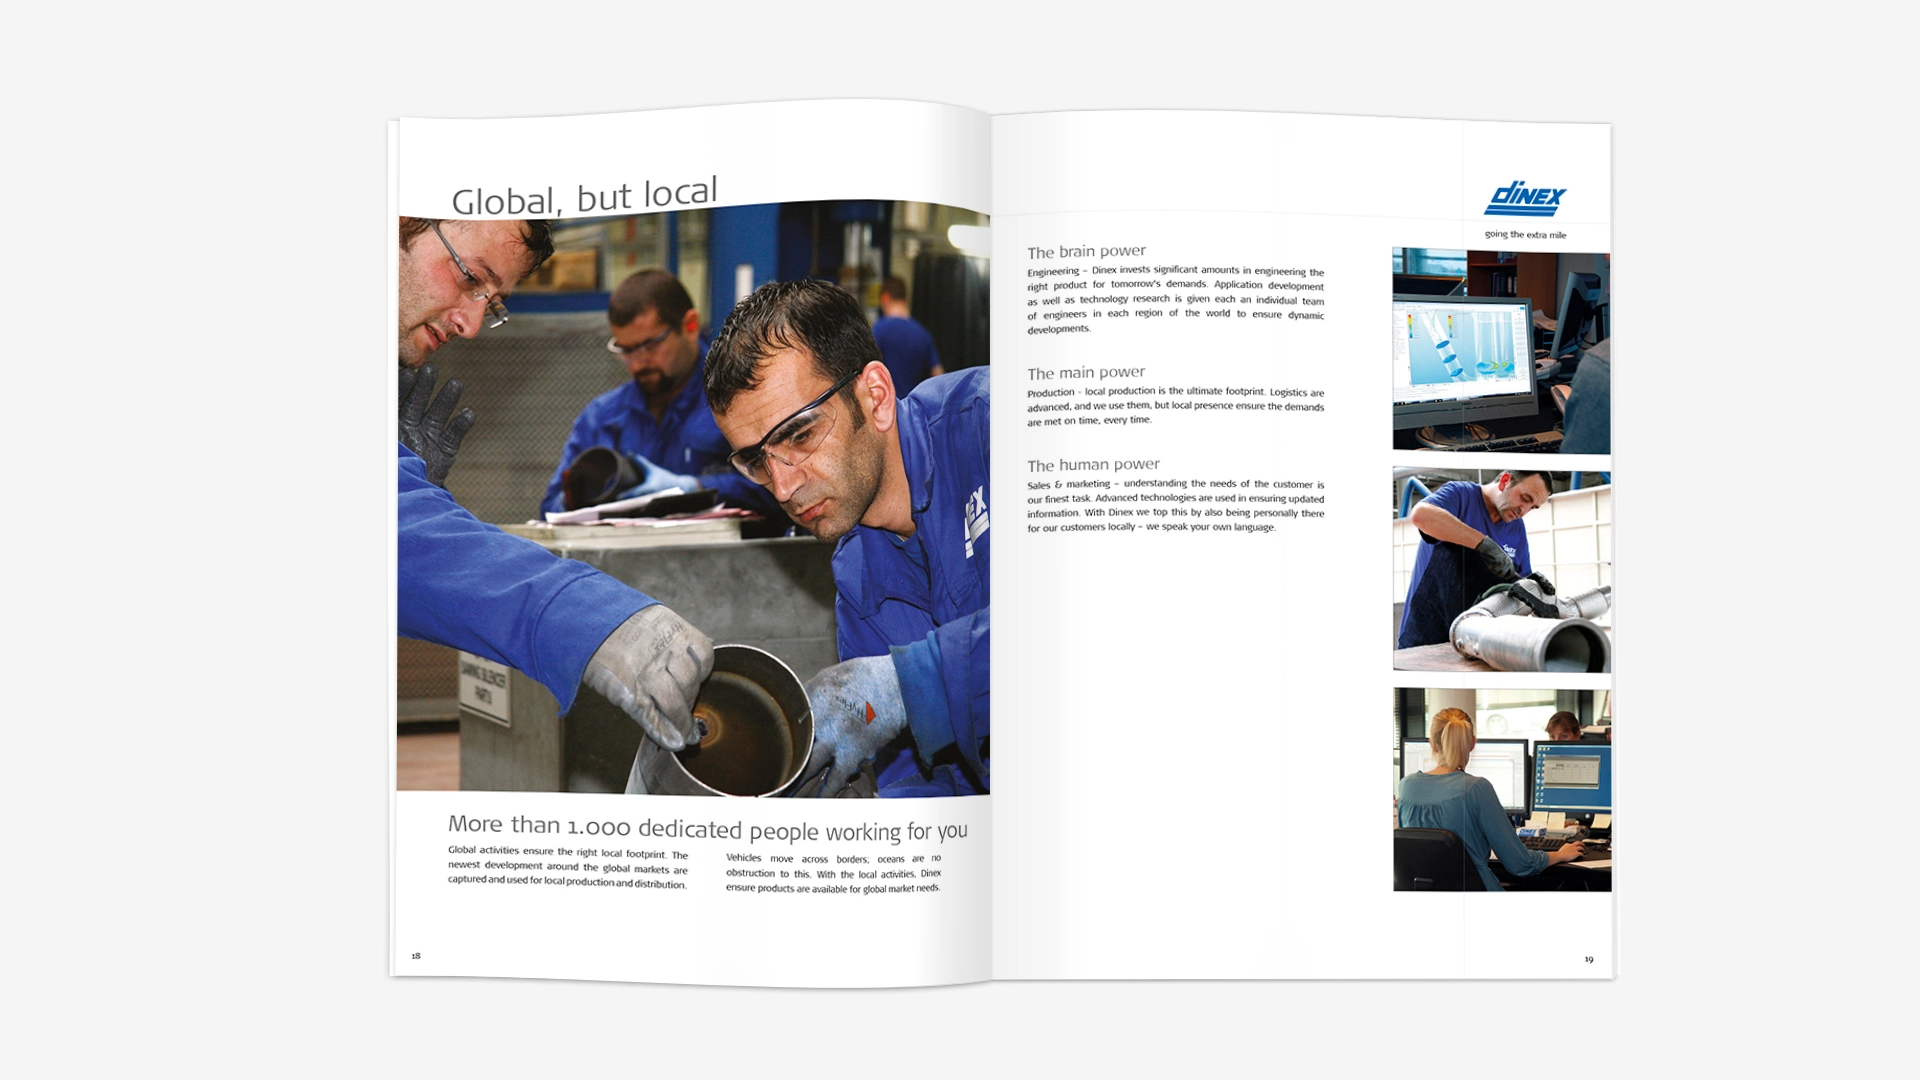 Global, but local
DINEX
SAWING SILENCER
PARTS
HyFlex
HyFlex
More than 1.000 dedicated people working for you
Global activities ensure the right local footprint. The
newest development around the global markets are
captured and used for local production and distribution.
Vehicles move across borders; oceans are no
obstruction to this. With the local activities, Dinex
ensure products are available for global market needs.
18
DINEX
going the extra mile
The brain power
Engineering – Dinex invests significant amounts in engineering the
right product for tomorrow's demands. Application development
as well as technology research is given each an individual team
of engineers in each region of the world to ensure dynamic
developments.
The main power
Production - local production is the ultimate footprint. Logistics are
advanced, and we use them, but local presence ensure the demands
are met on time, every time.
The human power
Sales & marketing – understanding the needs of the customer is
our finest task. Advanced technologies are used in ensuring updated
information. With Dinex we top this by also being personally there
for our customers locally – we speak your own language.
19